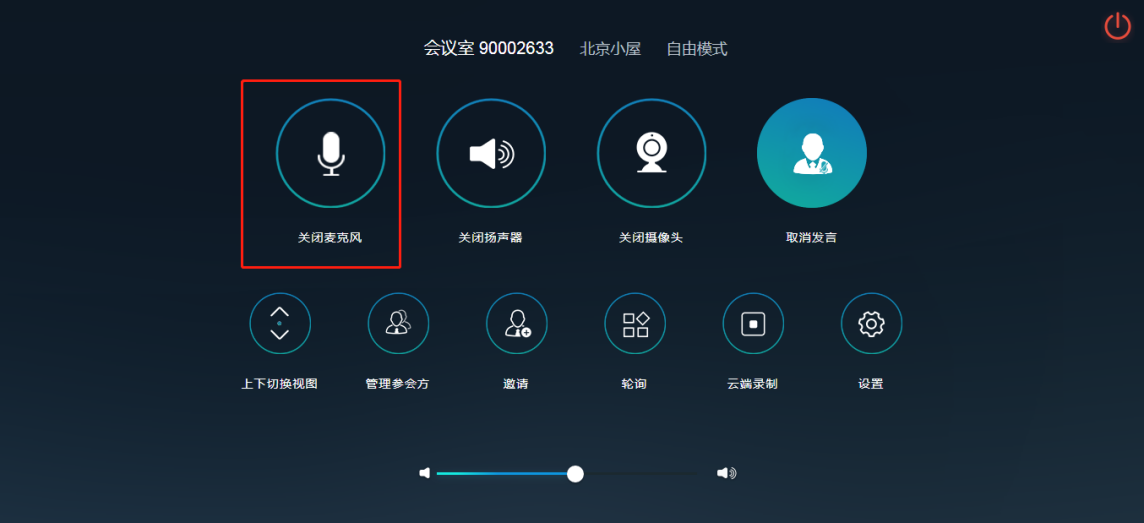 会议室 90002633 北京小屋 自由模式
关闭麦克风 关闭扬声器 关闭摄像头 取消发言
上下切换视图 管理参会方 邀请 轮询 云端录制 设置